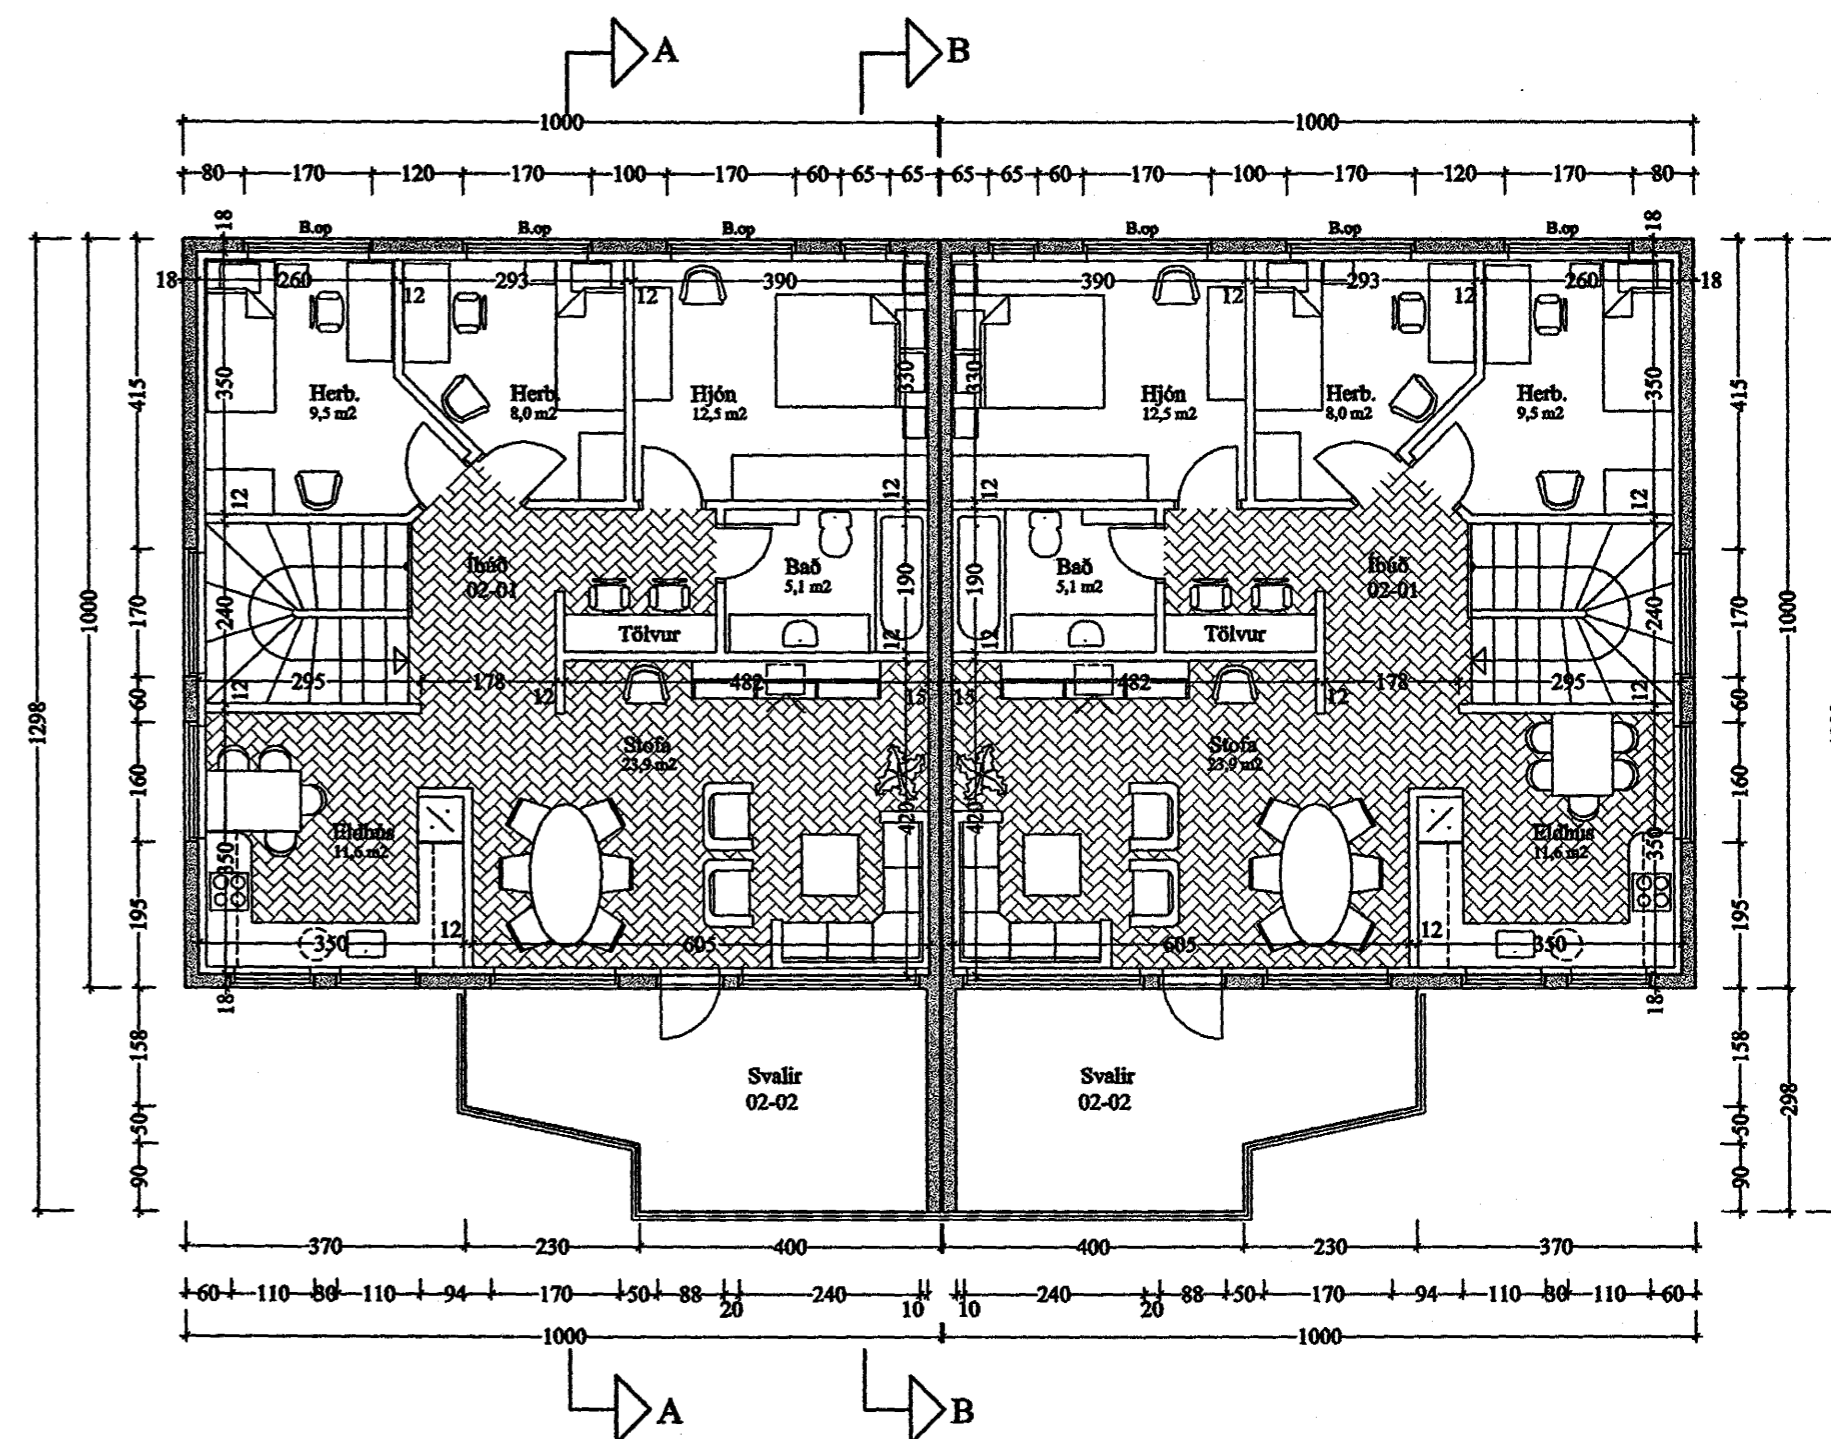 A B
1000 1000
80 170 120 170 100 170 60 65 65 65 65 60 170 100 170 120 170 80
18 18
B.op B.op B.op B.op B.op B.op
18 260 12 293 12 390 390 12 293 12 260 18
415 350 330 330 350 415
Herb. Herb. Hjón Hjón Herb. Herb.
9,5 m2 8,0 m2 12,5 m2 12,5 m2 8,0 m2 9,5 m2
12 12 12 12
Íbúð Bað Bað Íbúð
02-01 5,1 m2 5,1 m2 02-01
1000 170 240 190 190 240 170 1000
Tölvur Tölvur
12 12
12 295 178 12 482 15 15 482 12 178 295 12
60 60
1298
Stofa Stofa
23,9 m2 23,9 m2
160 420 420 160
Eldhús Eldhús
11,6 m2 11,6 m2
350 350
195 195
350 12 605 605 12 350
18 18
158 158
Svalir Svalir
02-02 02-02
298
50 50
90 90
370 230 400 400 230 370
60 110 30 110 94 170 50 88 20 240 10 10 240 20 88 50 170 94 110 30 110 60
1000 1000
A B